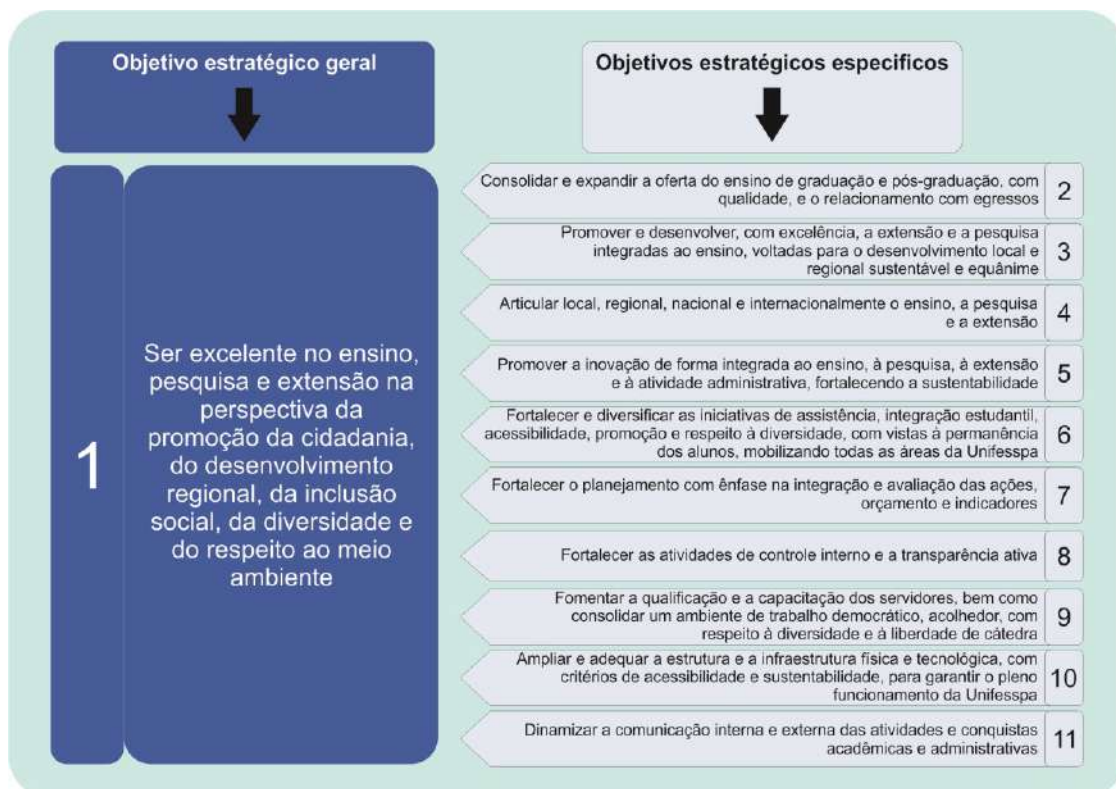 Objetivo estratégico geral
Objetivos estratégicos especificos
1
Ser excelente no ensino,
pesquisa e extensão na
perspectiva da
promoção da cidadania,
do desenvolvimento
regional, da inclusão
social, da diversidade e
do respeito ao meio
ambiente
Consolidar e expandir a oferta do ensino de graduação e pós-graduação, com
qualidade, e o relacionamento com egressos
2
Promover e desenvolver, com excelência, a extensão e a pesquisa
integradas ao ensino, voltadas para o desenvolvimento local e
regional sustentável e equânime
3
Articular local, regional, nacional e internacionalmente o ensino, a pesquisa
e a extensão
4
Promover a inovação de forma integrada ao ensino, à pesquisa, à extensão
e à atividade administrativa, fortalecendo a sustentabilidade
5
Fortalecer e diversificar as iniciativas de assistência, integração estudantil,
acessibilidade, promoção e respeito à diversidade, com vistas à permanência
dos alunos, mobilizando todas as áreas da Unifesspa
6
Fortalecer o planejamento com ênfase na integração e avaliação das ações,
orçamento e indicadores
7
Fortalecer as atividades de controle interno e a transparência ativa
8
Fomentar a qualificação e a capacitação dos servidores, bem como
consolidar um ambiente de trabalho democrático, acolhedor, com
respeito à diversidade e à liberdade de cátedra
9
Ampliar e adequar a estrutura e a infraestrutura física e tecnológica, com
critérios de acessibilidade e sustentabilidade, para garantir o pleno
funcionamento da Unifesspa
10
Dinamizar a comunicação interna e externa das atividades e conquistas
acadêmicas e administrativas
11